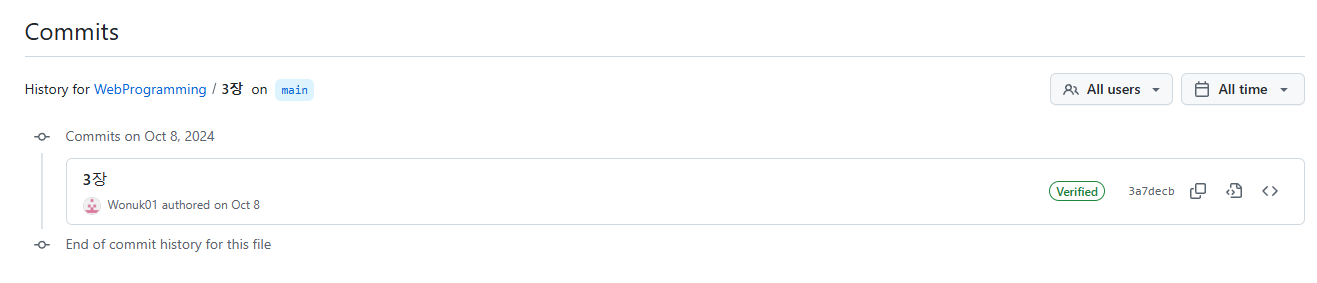 Commits
History for WebProgramming / 3장 on main
All users
All time
Commits on Oct 8, 2024
3장
Verified
3a7decb
Wonuk01 authored on Oct 8
End of commit history for this file